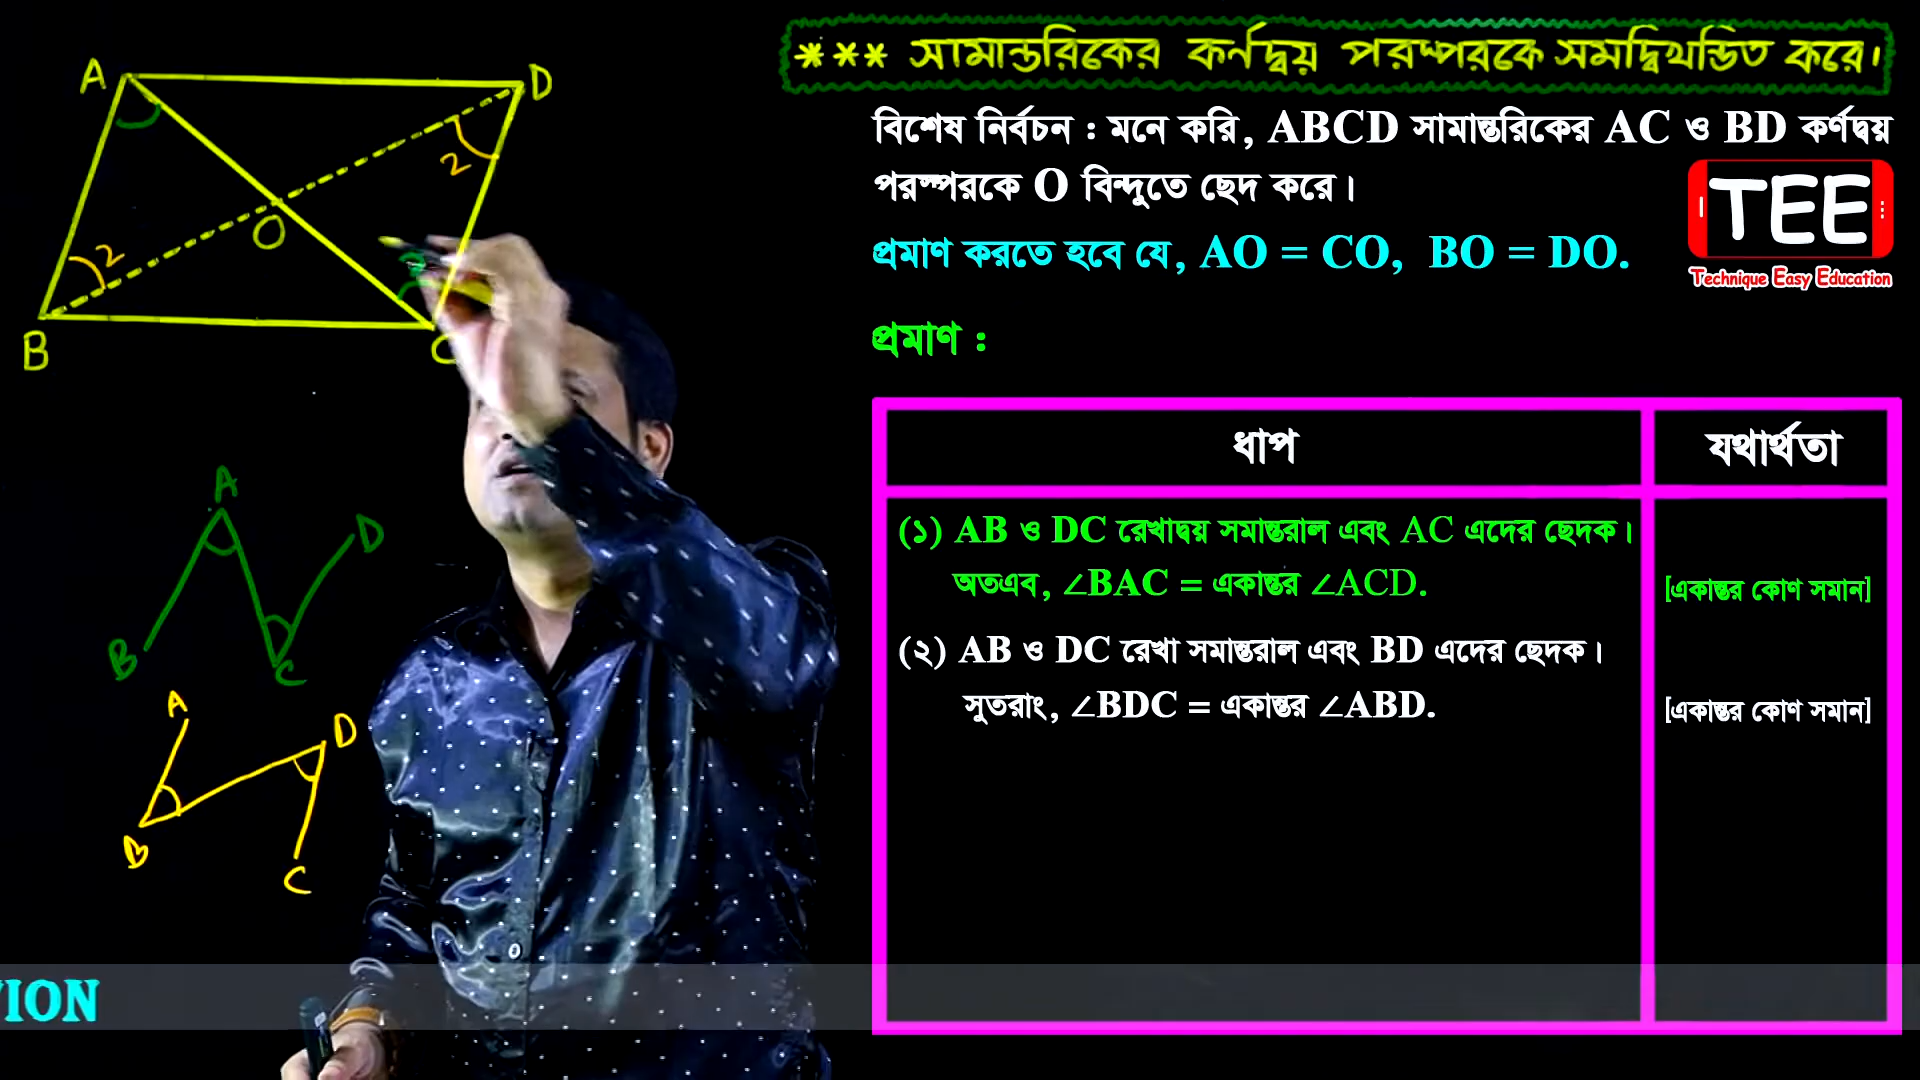 *** সামান্তরিকের কর্ণদ্বয় পরস্পরকে সমদ্বিখন্ডিত করে।
বিশেষ নির্বচন : মনে করি, ABCD সামান্তরিকের AC ও BD কর্ণদ্বয়
পরস্পরকে O বিন্দুতে ছেদ করে।
প্রমাণ করতে হবে যে, AO = CO, BO = DO.
TEE
Technique Easy Education
প্রমাণ :
ধাপ
যথার্থতা
(১) AB ও DC রেখাদ্বয় সমান্তরাল এবং AC এদের ছেদক।
অতএব, ∠BAC = একান্তর ∠ACD.
[একান্তর কোণ সমান]
(২) AB ও DC রেখা সমান্তরাল এবং BD এদের ছেদক।
সুতরাং, ∠BDC = একান্তর ∠ABD.
[একান্তর কোণ সমান]
A
D
2
O
2
B
C
A
D
B
C
A
D
B
C